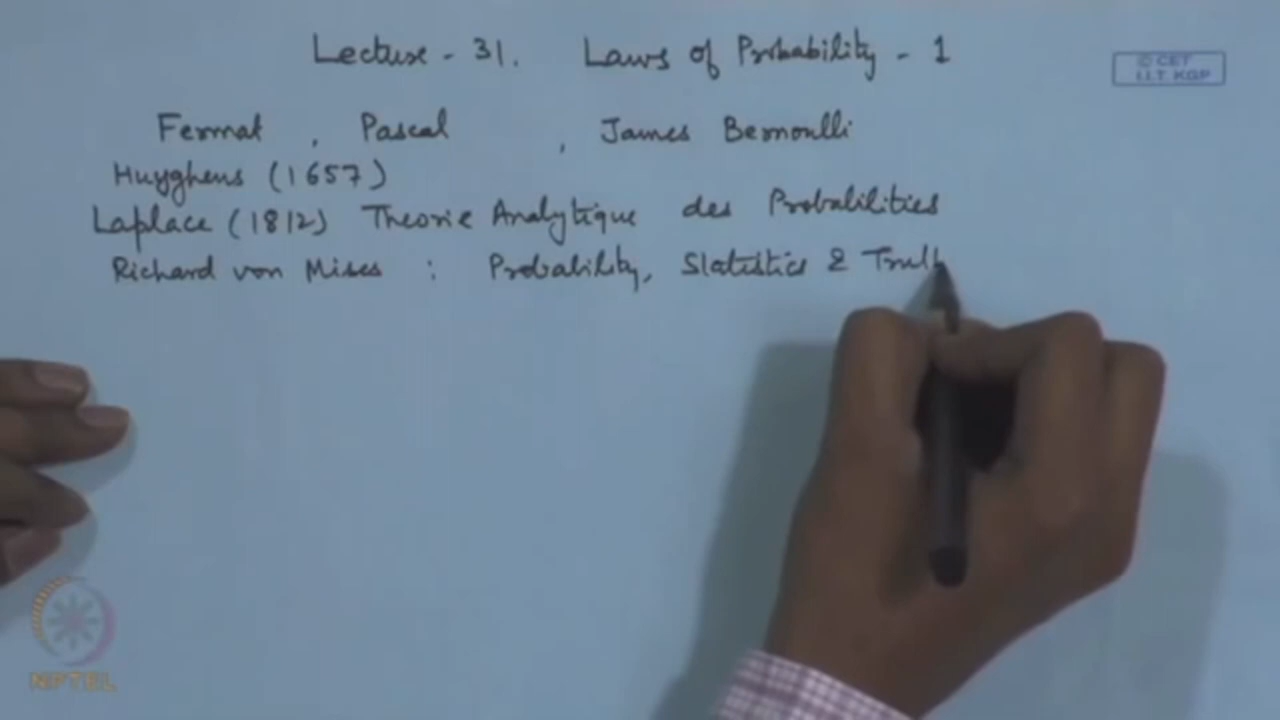 Lecture - 31. Laws of Probability - 1
© CET
I.I.T. KGP
Fermat , Pascal , James Bernoulli
Huyghens (1657)
Laplace (1812) Theorie Analytique des Probabilities
Richard von Mises : Probability, Statistics & Truth
NPTEL